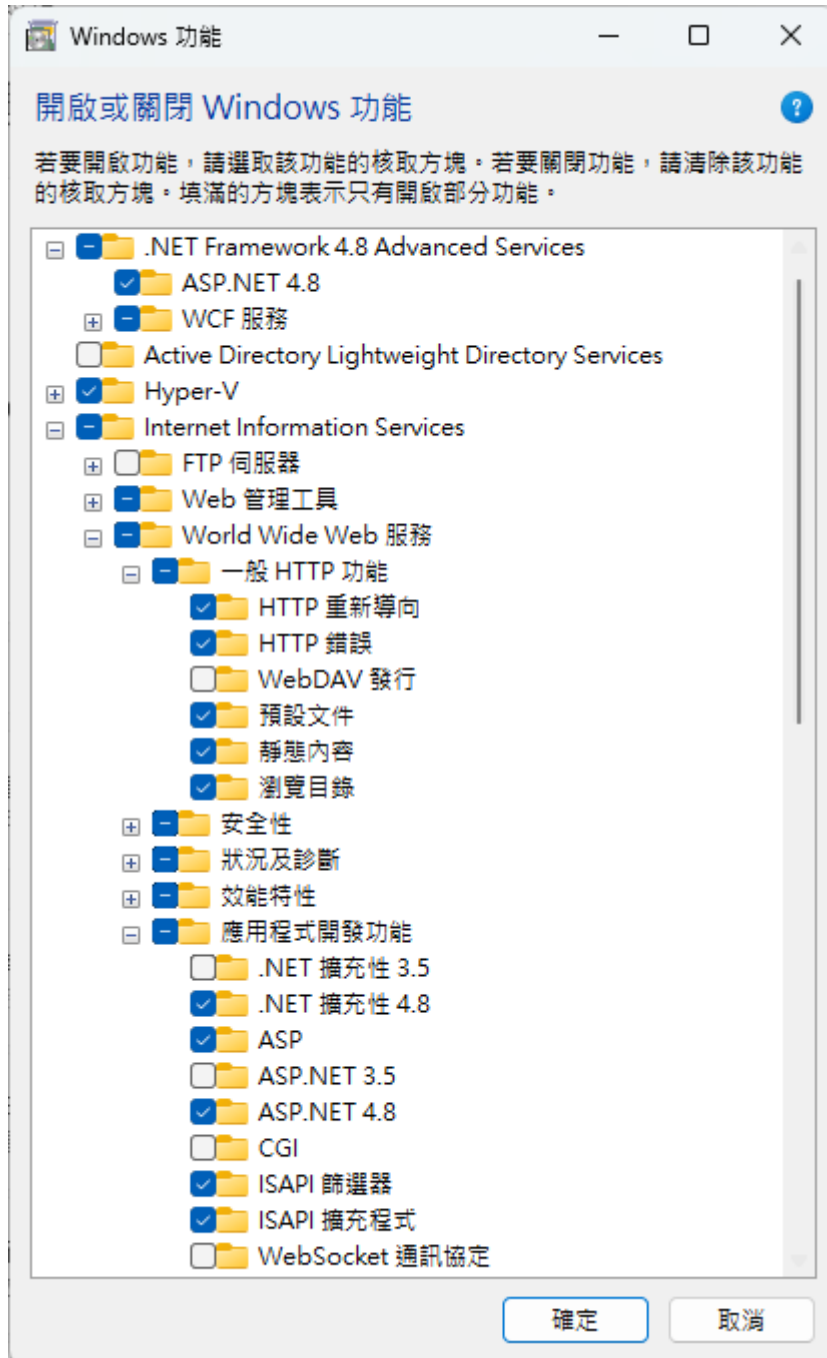 Windows 功能
開啟或關閉 Windows 功能
?
若要開啟功能，請選取該功能的核取方塊。若要關閉功能，請清除該功能
的核取方塊。填滿的方塊表示只有開啟部分功能。
.NET Framework 4.8 Advanced Services
ASP.NET 4.8
WCF 服務
Active Directory Lightweight Directory Services
Hyper-V
Internet Information Services
FTP 伺服器
Web 管理工具
World Wide Web 服務
一般 HTTP 功能
HTTP 重新導向
HTTP 錯誤
WebDAV 發行
預設文件
靜態內容
瀏覽目錄
安全性
狀況及診斷
效能特性
應用程式開發功能
.NET 擴充性 3.5
.NET 擴充性 4.8
ASP
ASP.NET 3.5
ASP.NET 4.8
CGI
ISAPI 篩選器
ISAPI 擴充程式
WebSocket 通訊協定
確定
取消